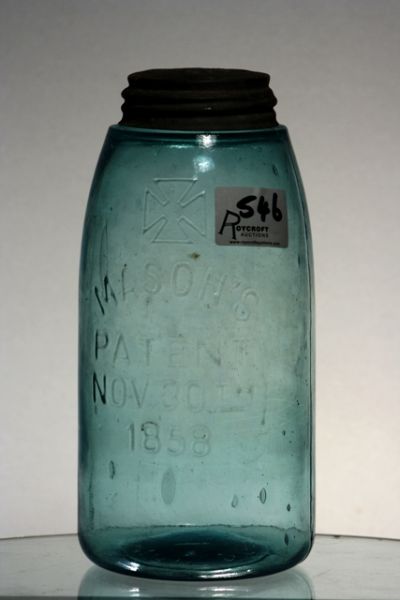 546
ROYCROFT
AUCTIONS
MASON'S
PATENT
NOV. 30TH
1858